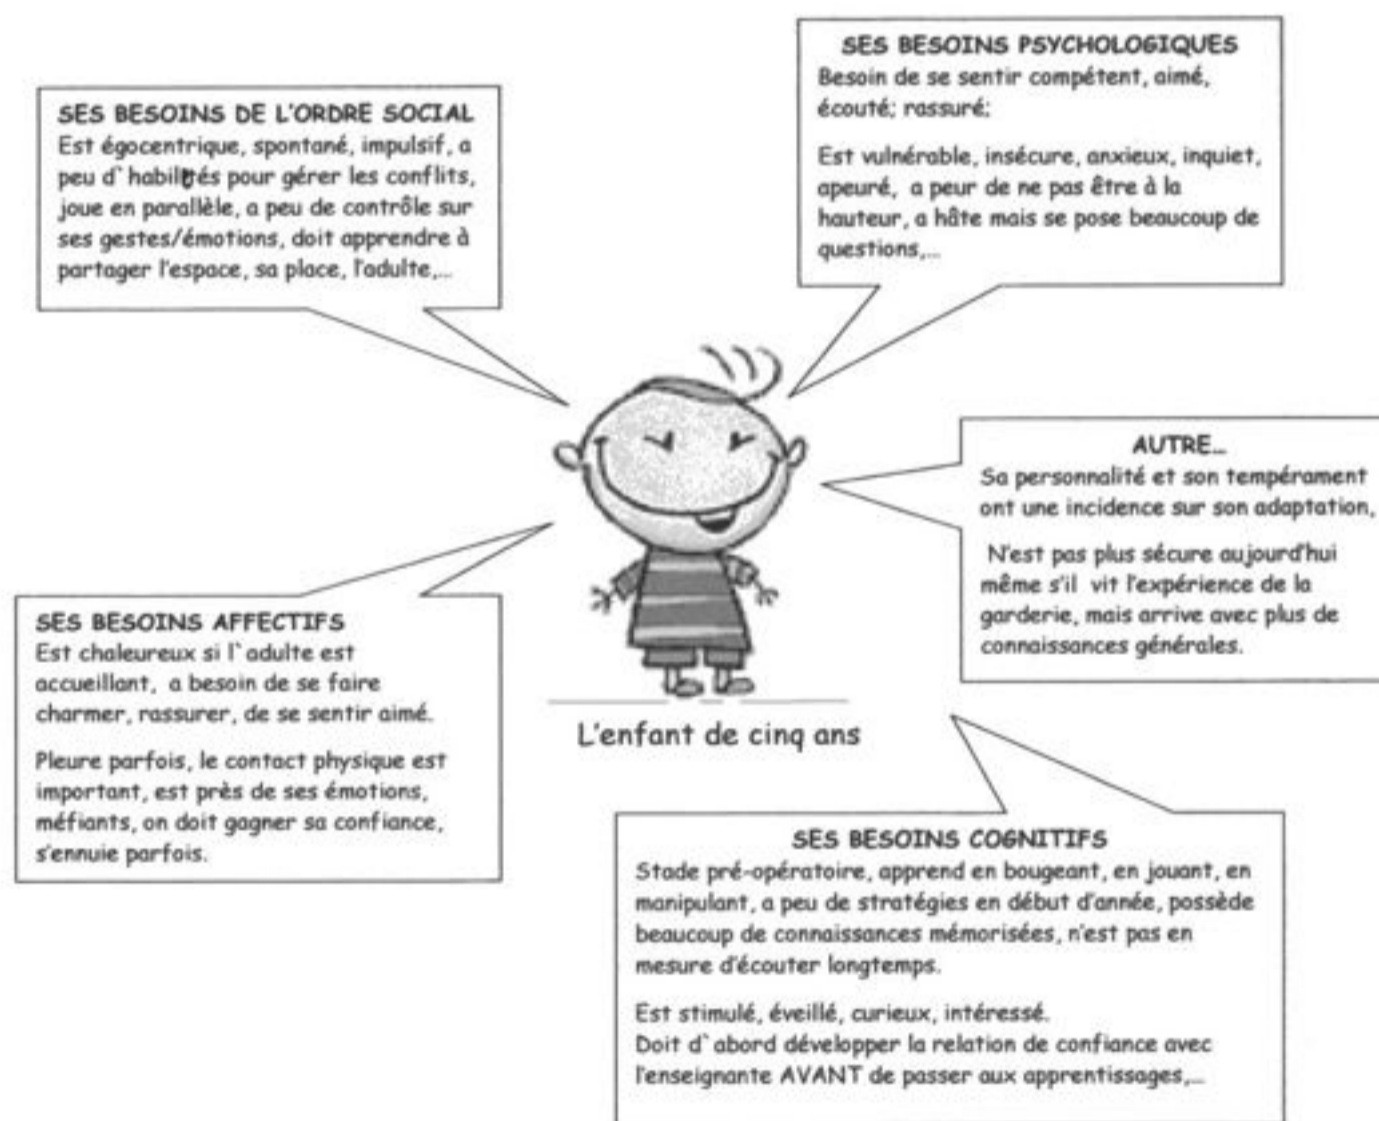 SES BESOINS DE L'ORDRE SOCIAL
Est égocentrique, spontané, impulsif, a
peu d`habiletés pour gérer les conflits,
joue en parallèle, a peu de contrôle sur
ses gestes/émotions, doit apprendre à
partager l'espace, sa place, l'adulte,...
SES BESOINS PSYCHOLOGIQUES
Besoin de se sentir compétent, aimé,
écouté; rassuré;
Est vulnérable, insécure, anxieux, inquiet,
apeuré, a peur de ne pas être à la
hauteur, a hâte mais se pose beaucoup de
questions,...
AUTRE...
Sa personnalité et son tempérament
ont une incidence sur son adaptation,
N'est pas plus sécure aujourd'hui
même s'il vit l'expérience de la
garderie, mais arrive avec plus de
connaissances générales.
SES BESOINS AFFECTIFS
Est chaleureux si l`adulte est
accueillant, a besoin de se faire
charmer, rassurer, de se sentir aimé.
Pleure parfois, le contact physique est
important, est près de ses émotions,
méfiants, on doit gagner sa confiance,
s'ennuie parfois.
L'enfant de cinq ans
SES BESOINS COGNITIFS
Stade pré-opératoire, apprend en bougeant, en jouant, en
manipulant, a peu de stratégies en début d'année, possède
beaucoup de connaissances mémorisées, n'est pas en
mesure d'écouter longtemps.
Est stimulé, éveillé, curieux, intéressé.
Doit d`abord développer la relation de confiance avec
l'enseignante AVANT de passer aux apprentissages,...